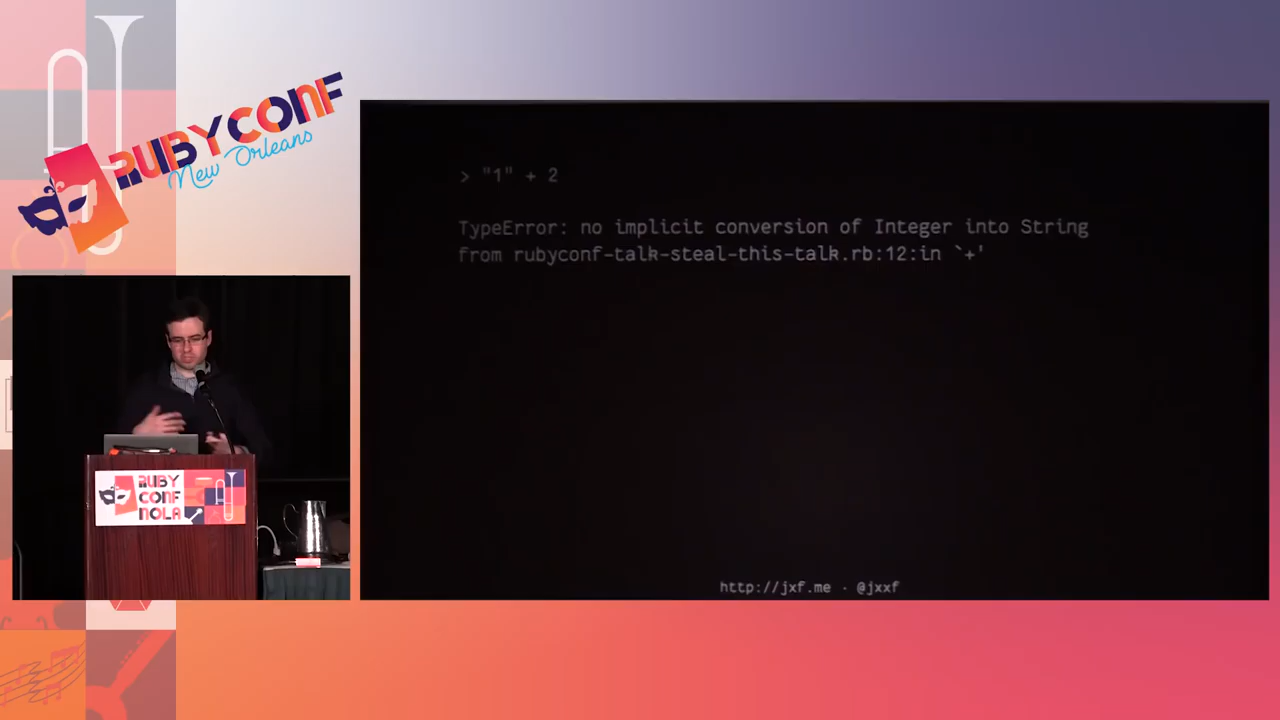 RUBYCONF
New Orleans
> "1" + 2
TypeError: no implicit conversion of Integer into String
from rubyconf-talk-steal-this-talk.rb:12:in `+'
http://jxf.me · @jxxf
RUBY
CONF
NOLA